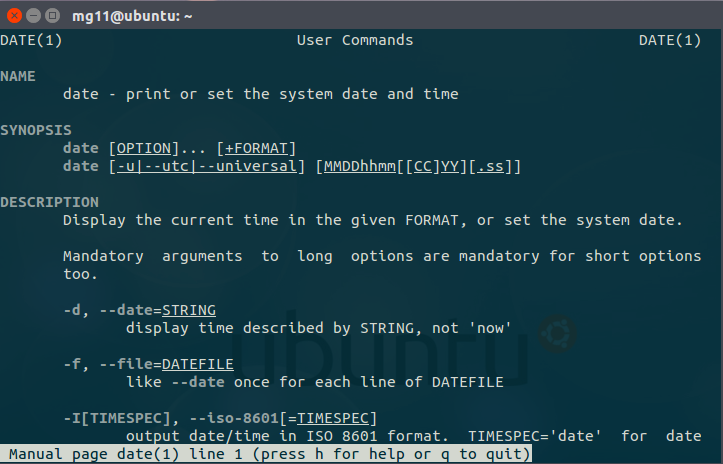 mg11@ubuntu: ~
DATE(1) User Commands DATE(1)
NAME
date - print or set the system date and time
SYNOPSIS
date [OPTION]... [+FORMAT]
date [-u|--utc|--universal] [MMDDhhmm[[CC]YY][.ss]]
DESCRIPTION
Display the current time in the given FORMAT, or set the system date.
Mandatory arguments to long options are mandatory for short options
too.
-d, --date=STRING
display time described by STRING, not 'now'
-f, --file=DATEFILE
like --date once for each line of DATEFILE
-I[TIMESPEC], --iso-8601[=TIMESPEC]
output date/time in ISO 8601 format. TIMESPEC='date' for date
Manual page date(1) line 1 (press h for help or q to quit)
ubuntu